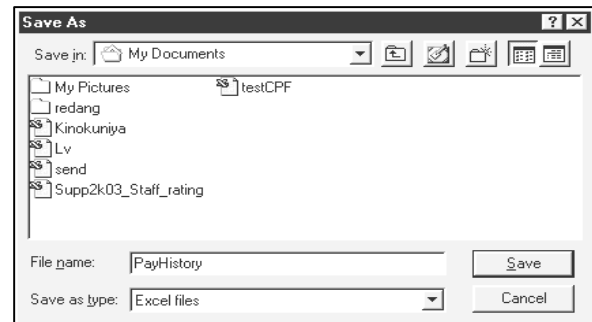 Save As
Save in: My Documents
My Pictures testCPF
redang
Kinokuniya
Lv
send
Supp2k03_Staff_rating
File name: PayHistory Save
Save as type: Excel files Cancel